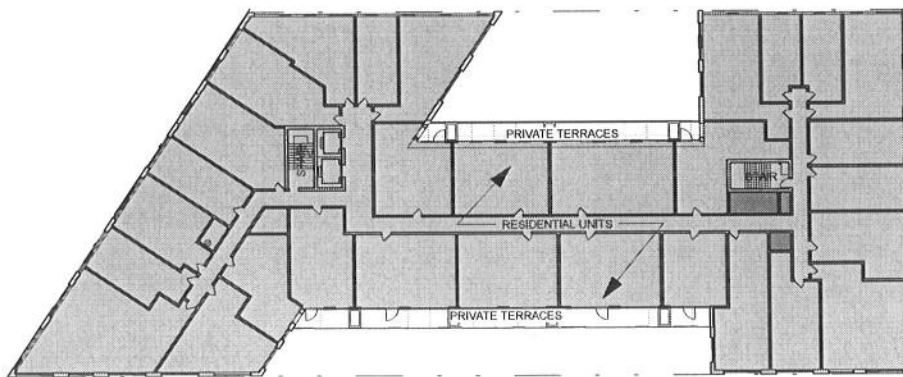 PRIVATE TERRACES
STAIR
STAIR
RESIDENTIAL UNITS
PRIVATE TERRACES